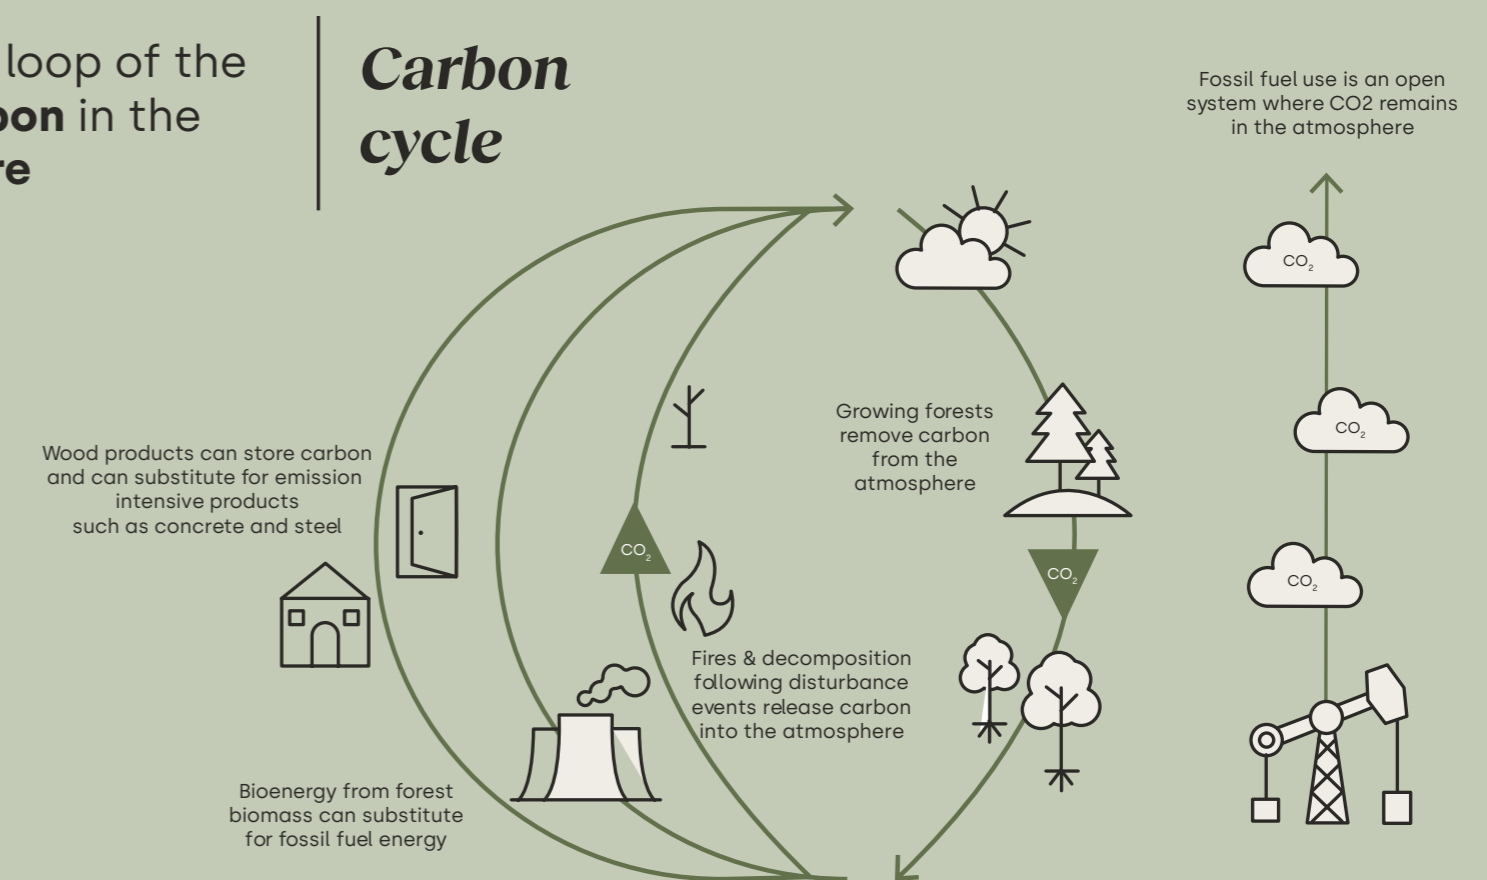 loop of the
in the
Carbon
cycle
Fossil fuel use is an open
system where CO2 remains
in the atmosphere
CO2
CO2
CO2
Growing forests
remove carbon
from the
atmosphere
CO2
Wood products can store carbon
and can substitute for emission
intensive products
such as concrete and steel
CO2
Fires & decomposition
following disturbance
events release carbon
into the atmosphere
Bioenergy from forest
biomass can substitute
for fossil fuel energy